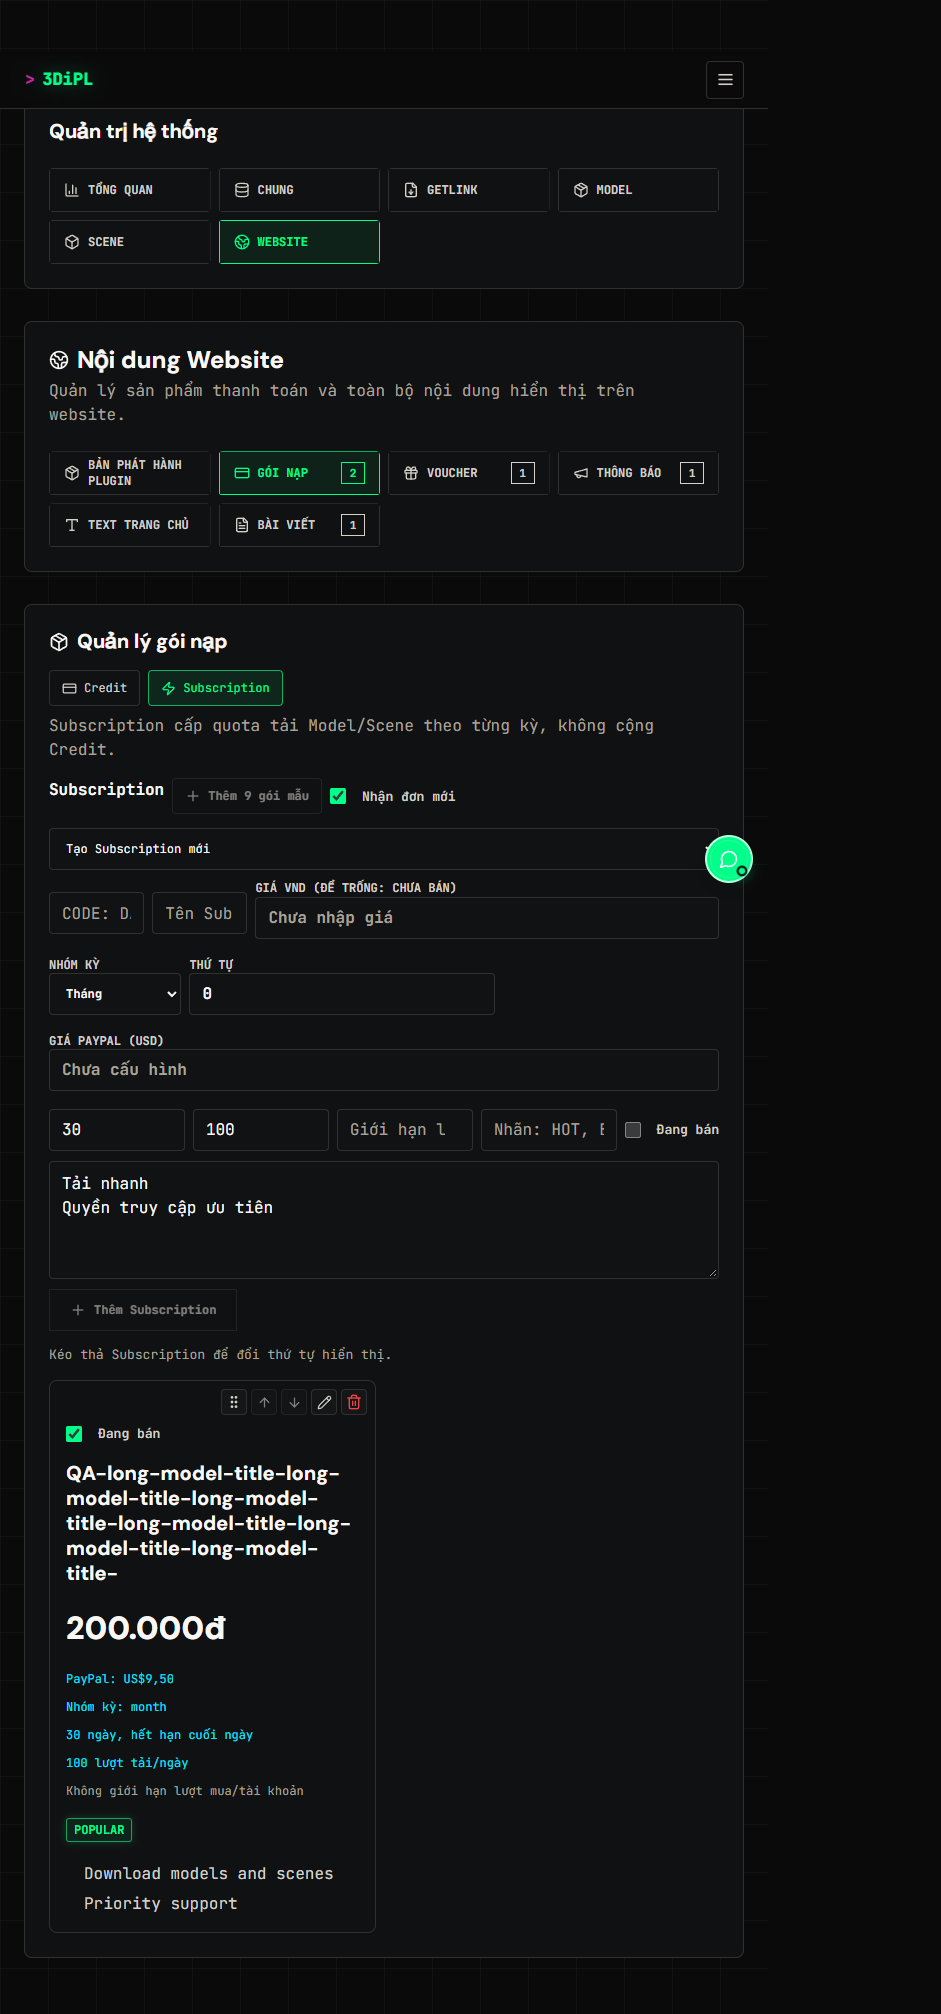 > 3DiPL
Quản trị hệ thống
TỔNG QUAN
CHUNG
GETLINK
MODEL
SCENE
WEBSITE
Nội dung Website
Quản lý sản phẩm thanh toán và toàn bộ nội dung hiển thị trên
website.
BẢN PHÁT HÀNH
PLUGIN
GÓI NẠP 2
VOUCHER 1
THÔNG BÁO 1
TEXT TRANG CHỦ
BÀI VIẾT 1
Quản lý gói nạp
Credit
Subscription
Subscription cấp quota tải Model/Scene theo từng kỳ, không cộng
Credit.
Subscription
Thêm 9 gói mẫu
Nhận đơn mới
Tạo Subscription mới
GIÁ VND (ĐỂ TRỐNG: CHƯA BÁN)
CODE: D.
Tên Sub
Chưa nhập giá
NHÓM KỲ
THỨ TỰ
Tháng
0
GIÁ PAYPAL (USD)
Chưa cấu hình
30
100
Giới hạn l
Nhãn: HOT,
Đang bán
Tải nhanh
Quyền truy cập ưu tiên
Thêm Subscription
Kéo thả Subscription để đổi thứ tự hiển thị.
Đang bán
QA-long-model-title-long-
model-title-long-model-
title-long-model-title-long-
model-title-long-model-
title-
200.000đ
PayPal: US$9,50
Nhóm kỳ: month
30 ngày, hết hạn cuối ngày
100 lượt tải/ngày
Không giới hạn lượt mua/tài khoản
POPULAR
Download models and scenes
Priority support